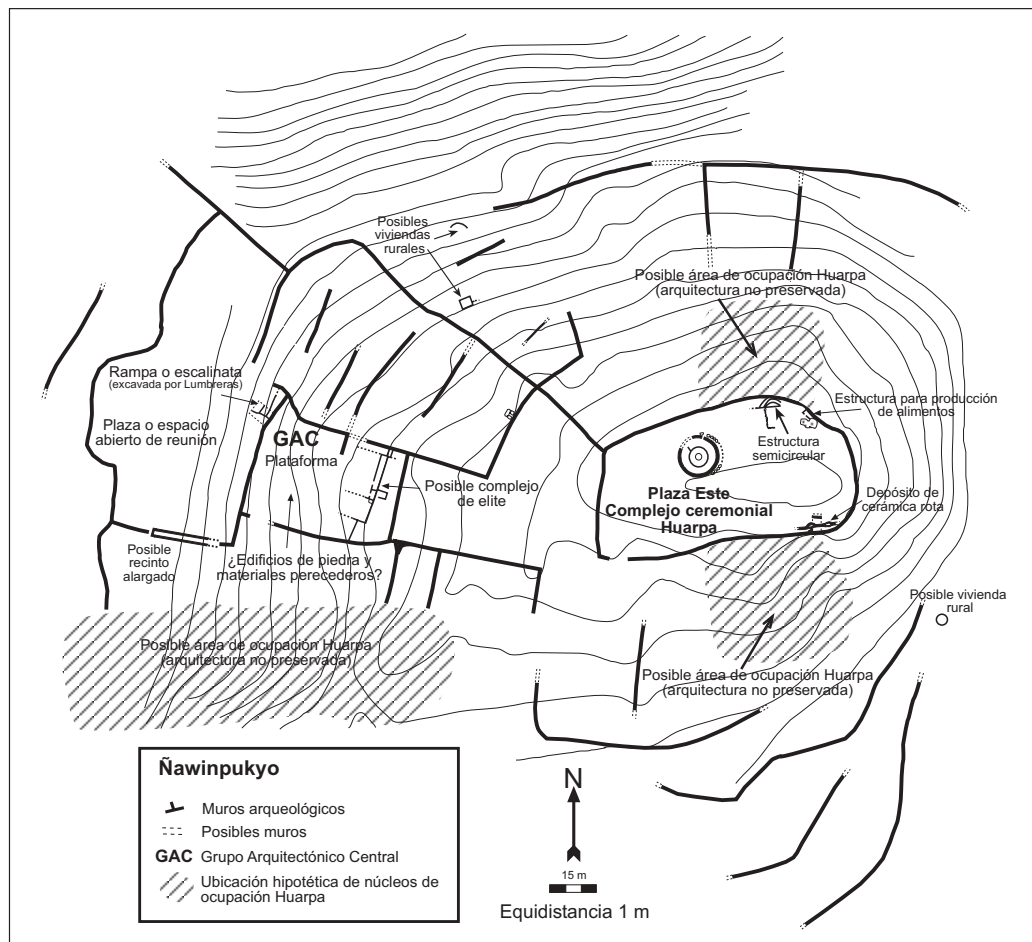 Posibles
viviendas
rurales
Posible área de ocupación Huarpa
(arquitectura no preservada)
Rampa o escalinata
(excavada por Lumbreras)
Plaza o espacio
abierto de reunión
GAC
Plataforma
Estructura para producción
de alimentos
Estructura
semicircular
Posible complejo
de elite
Plaza Este
Complejo ceremonial
Huarpa
Depósito de
cerámica rota
Posible
recinto
alargado
¿Edificios de piedra y
materiales perecederos?
Posible vivienda
rural
Posible área de ocupación Huarpa
(arquitectura no preservada)
Posible área de ocupación Huarpa
(arquitectura no preservada)
Ñawinpukyo
Muros arqueológicos
Posibles muros
GAC Grupo Arquitectónico Central
Ubicación hipotética de núcleos de
ocupación Huarpa
N
15 m
Equidistancia 1 m